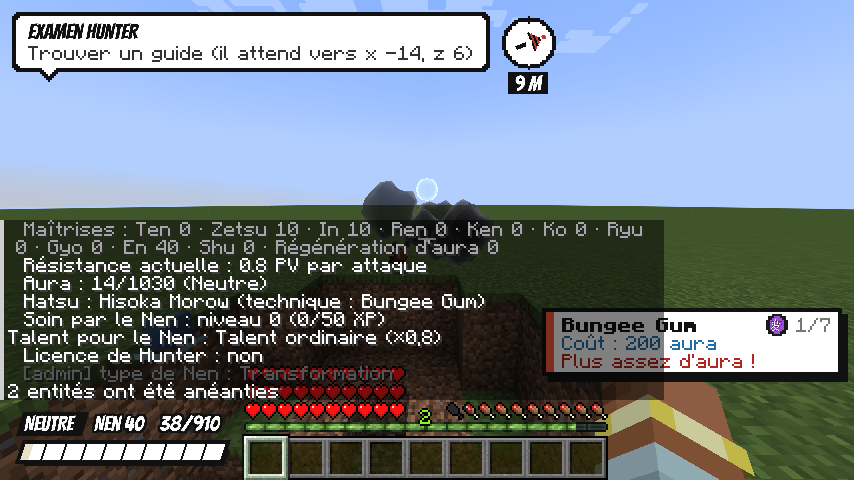 EXAMEN HUNTER
Trouver un guide (il attend vers x -14, z 6)
9 M
Maîtrises : Ten 0 · Zetsu 10 · In 10 · Ren 0 · Ken 0 · Ko 0 · Ryu
0 · Gyo 0 · En 40 · Shu 0 · Régénération d'aura 0
Résistance actuelle : 0.8 PV par attaque
Aura : 14/1030 (Neutre)
Hatsu : Hisoka Morow (technique : Bungee Gum)
Soin par le Nen : niveau 0 (0/50 XP)
Talent pour le Nen : Talent ordinaire (×0,8)
Licence de Hunter : non
[admin] type de Nen : Transformation
2 entités ont été anéanties
Bungee Gum 1/7
Coût : 200 aura
Plus assez d'aura !
NEUTRE NEN 40 38/910
2